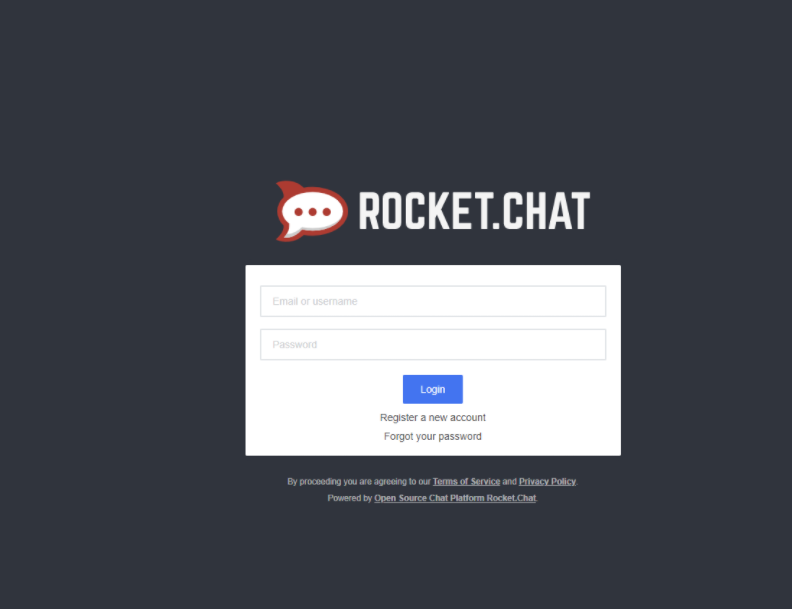 ROCKET.CHAT
Email or username
Password
Login
Register a new account
Forgot your password
By proceeding you are agreeing to our Terms of Service and Privacy Policy.
Powered by Open Source Chat Platform Rocket.Chat.